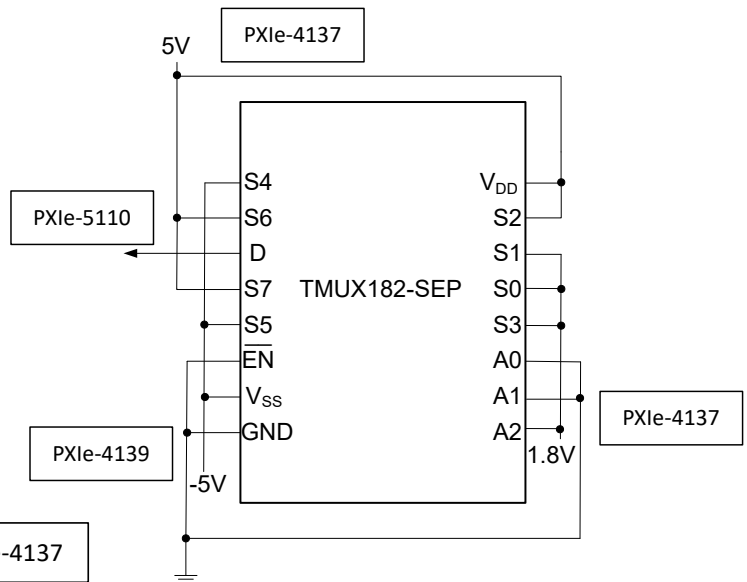 PXIe-4137
5V
S4
S6
D
S7
S5
EN
VSS
GND
TMUX182-SEP
VDD
S2
S1
S0
S3
A0
A1
A2
PXIe-5110
PXIe-4139
-5V
1.8V
PXIe-4137
-4137